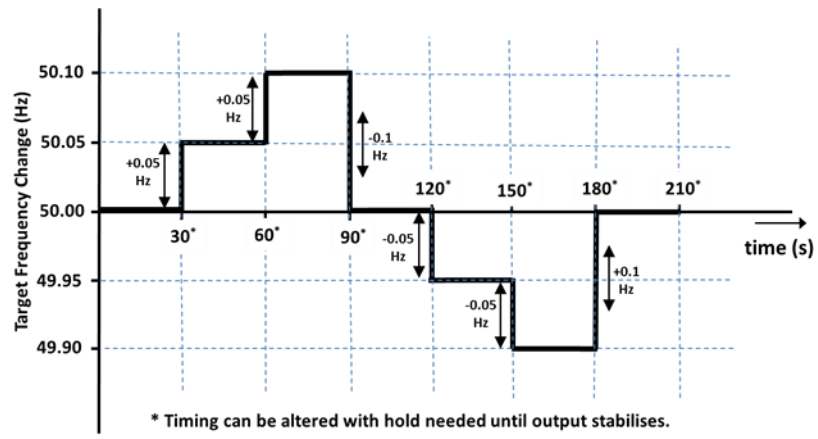 Target Frequency Change (Hz)
50.10
50.05
50.00
49.95
49.90
+0.05
Hz
+0.05
Hz
-0.1
Hz
-0.05
Hz
-0.05
Hz
+0.1
Hz
30*
60*
90*
120*
150*
180*
210*
time (s)
* Timing can be altered with hold needed until output stabilises.